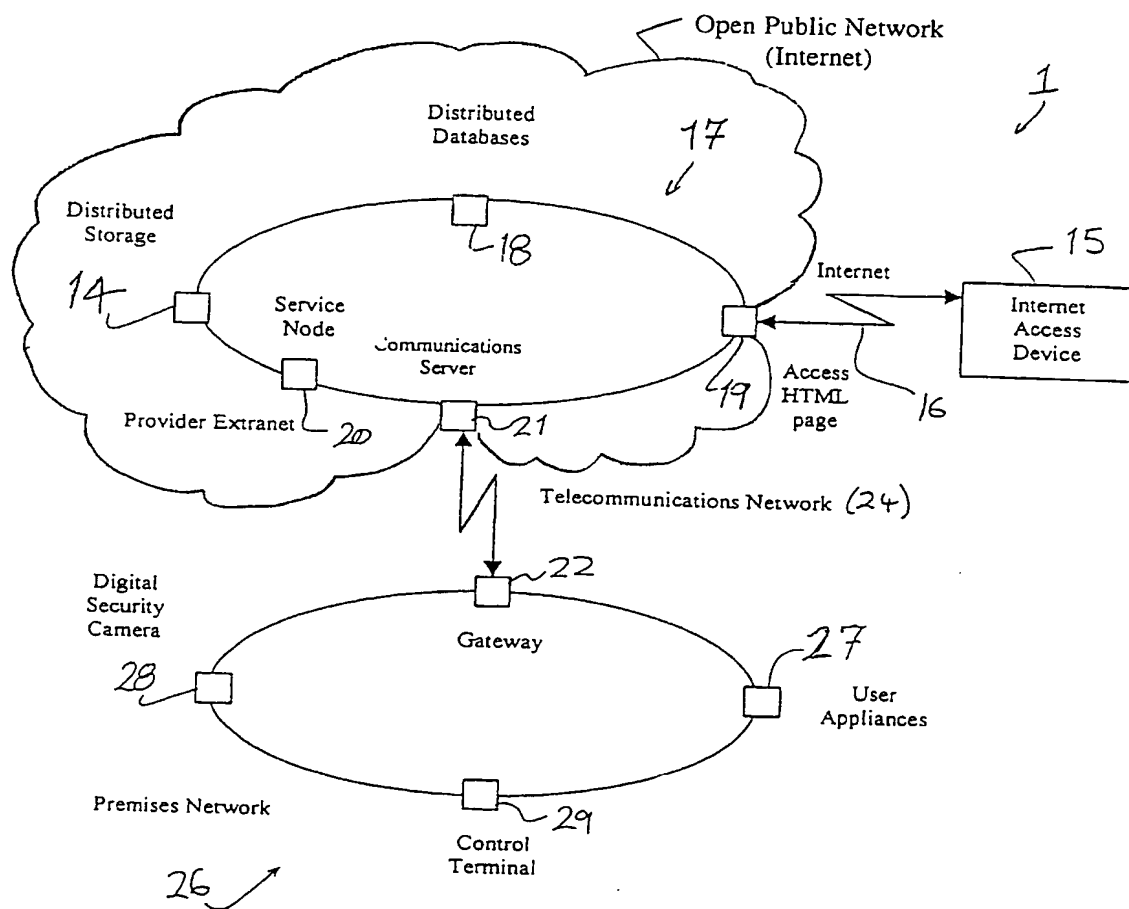 Open Public Network
(Internet)
1
Distributed
Databases
17
Distributed
Storage
18
14
Internet
15
Internet
Access
Device
Service
Node
Communications
Server
19
Access
HTML
page
16
Provider Extranet
20
21
Telecommunications Network (24)
22
Digital
Security
Camera
Gateway
27
28
User
Appliances
Premises Network
29
Control
Terminal
26